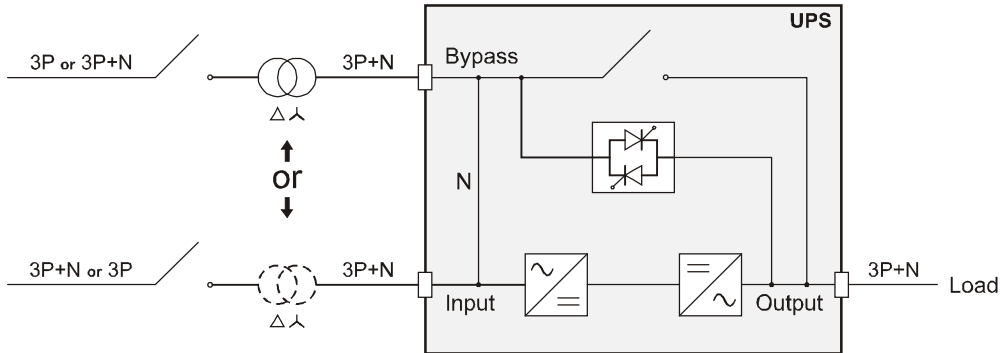 UPS
3P or 3P+N
3P+N
Bypass
or
N
3P+N or 3P
3P+N
Input
Output
3P+N
Load